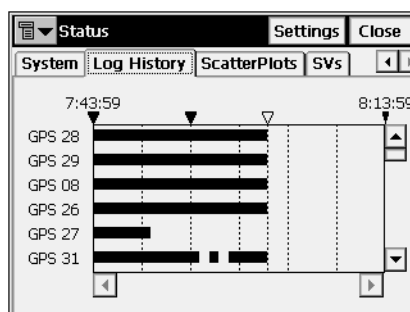 Status Settings Close
System Log History ScatterPlots SVs
7:43:59 8:13:59
GPS 28
GPS 29
GPS 08
GPS 26
GPS 27
GPS 31